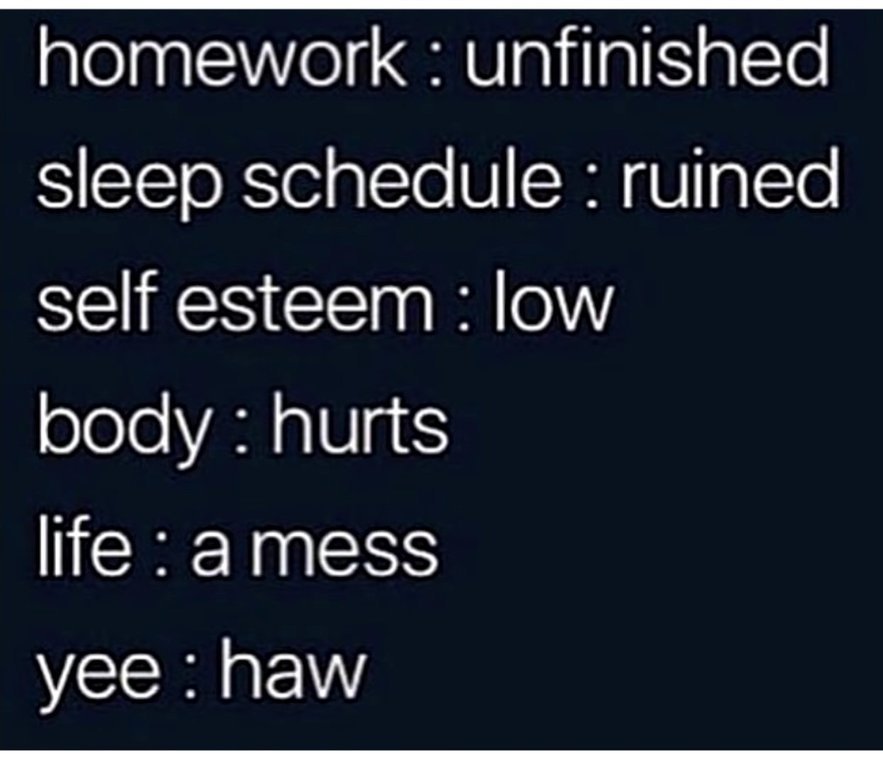 homework : unfinished
sleep schedule : ruined
self esteem : low
body : hurts
life : a mess
yee : haw